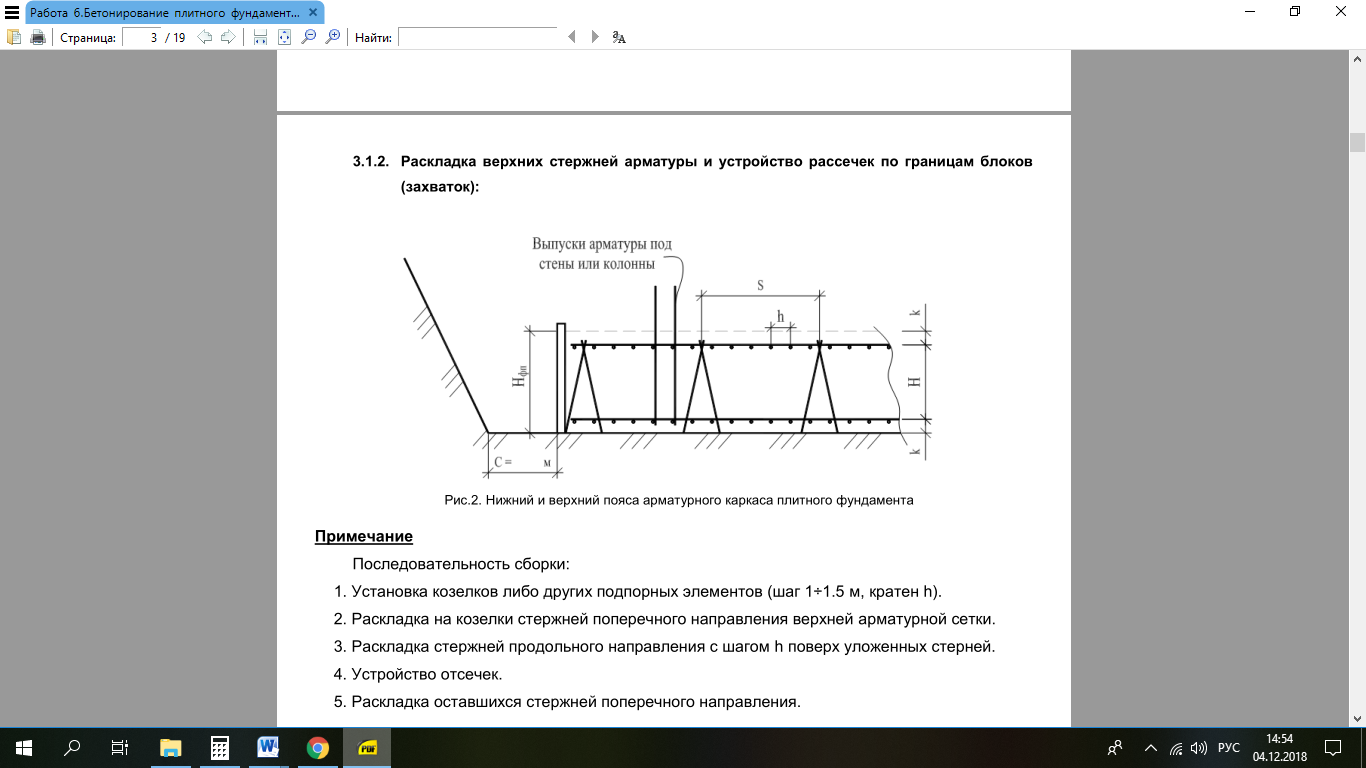 Работа 6.Бетонирование плитного фундамент...
Страница: 3 / 19 Найти:
3.1.2. Раскладка верхних стержней арматуры и устройство рассечек по границам блоков
(захваток):
Выпуски арматуры под
стены или колонны
S
h
k
Hфп
H
k
C = м
Рис.2. Нижний и верхний пояса арматурного каркаса плитного фундамента
Примечание
Последовательность сборки:
1. Установка козелков либо других подпорных элементов (шаг 1÷1.5 м, кратен h).
2. Раскладка на козелки стержней поперечного направления верхней арматурной сетки.
3. Раскладка стержней продольного направления с шагом h поверх уложенных стерней.
4. Устройство отсечек.
5. Раскладка оставшихся стержней поперечного направления.
PDF
РУС
14:54
04.12.2018